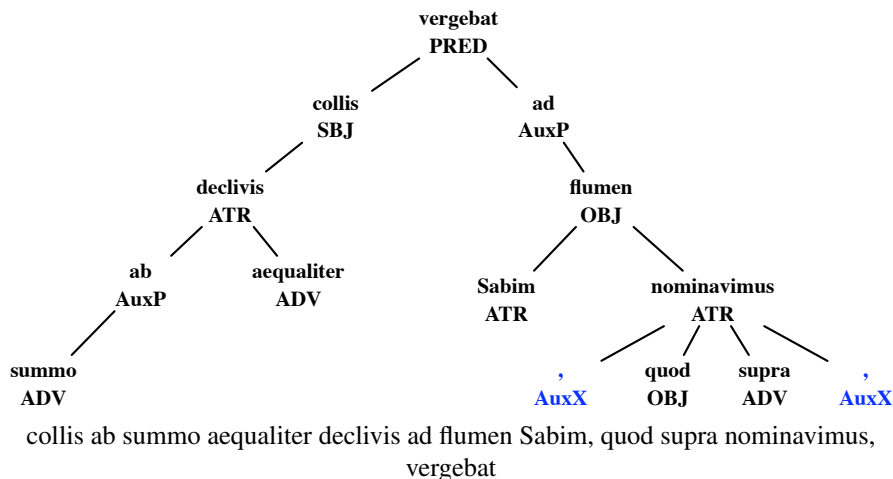 vergebat
PRED
collis ad
SBJ AuxP
declivis flumen
ATR OBJ
ab aequaliter Sabim nominavimus
AuxP ADV ATR ATR
summo , quod supra ,
ADV AuxX OBJ ADV AuxX
collis ab summo aequaliter declivis ad flumen Sabim, quod supra nominavimus,
vergebat